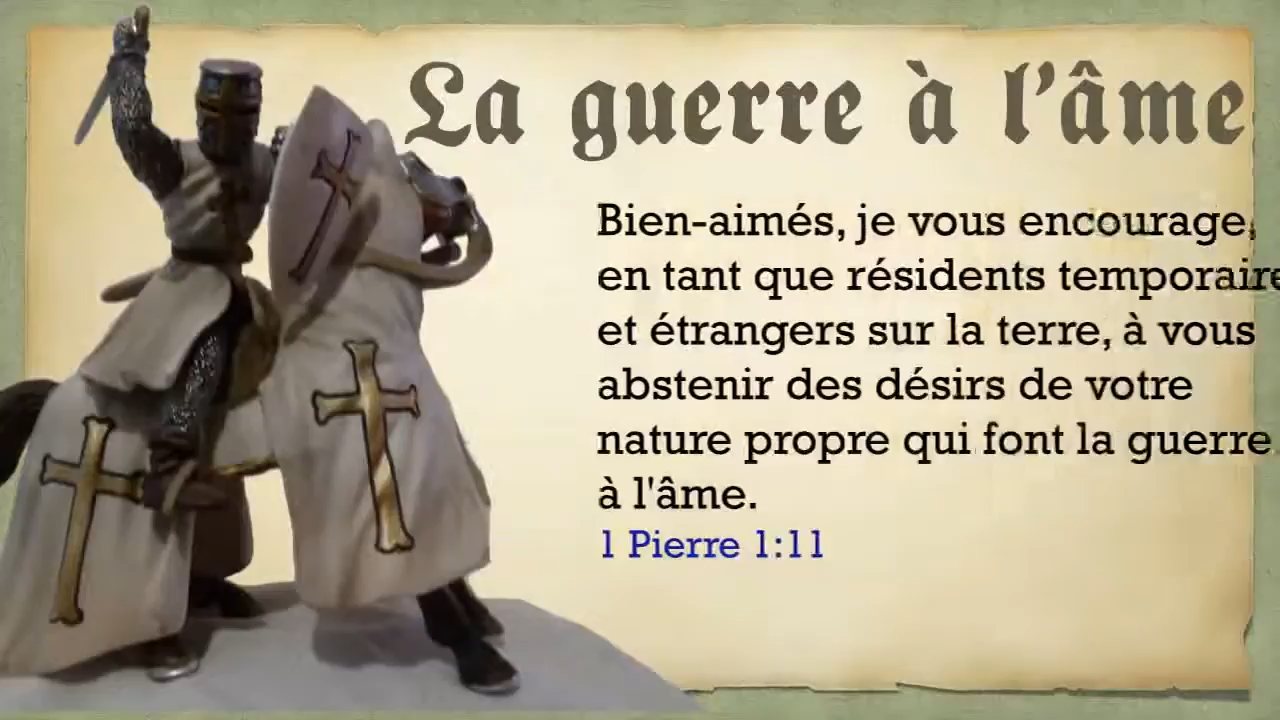 La guerre à l'âme
Bien-aimés, je vous encourage,
en tant que résidents temporaire
et étrangers sur la terre, à vous
abstenir des désirs de votre
nature propre qui font la guerre
à l'âme.
1 Pierre 1:11